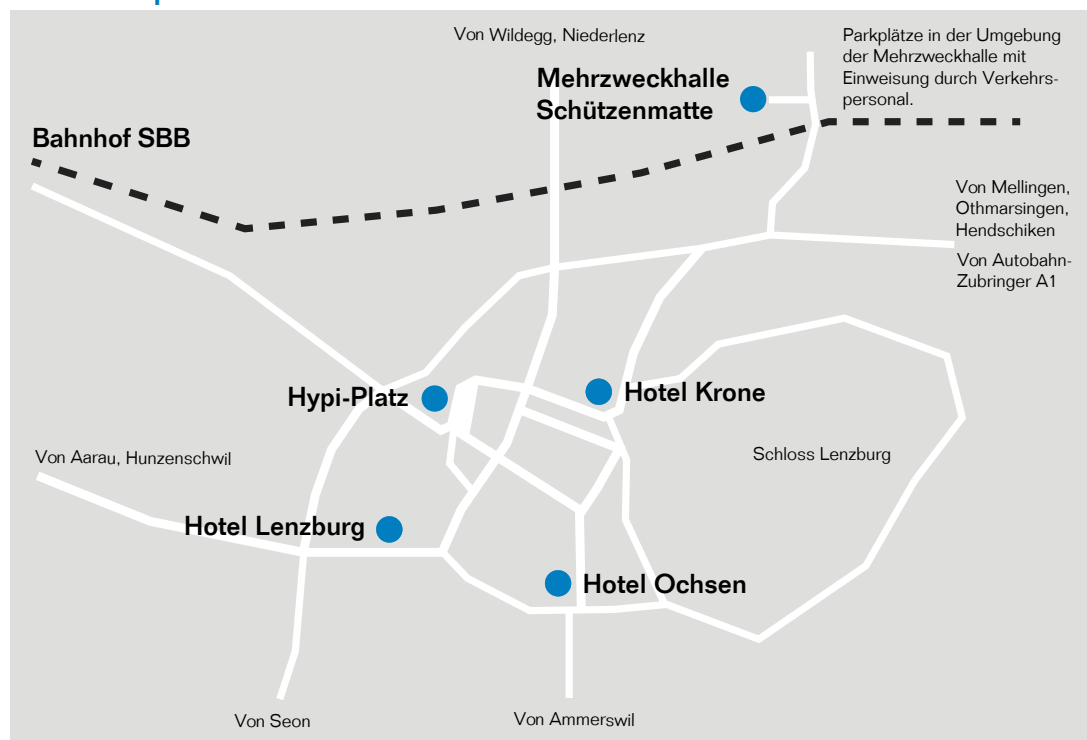 Von Wildegg, Niederlenz
Parkplätze in der Umgebung
der Mehrzweckhalle mit
Einweisung durch Verkehrs-
personal.
Mehrzweckhalle
Schützenmatte
Bahnhof SBB
Von Mellingen,
Othmarsingen,
Hendschiken
Von Autobahn-
Zubringer A1
Hypi-Platz
Hotel Krone
Von Aarau, Hunzenschwil
Schloss Lenzburg
Hotel Lenzburg
Hotel Ochsen
Von Seon
Von Ammerswil